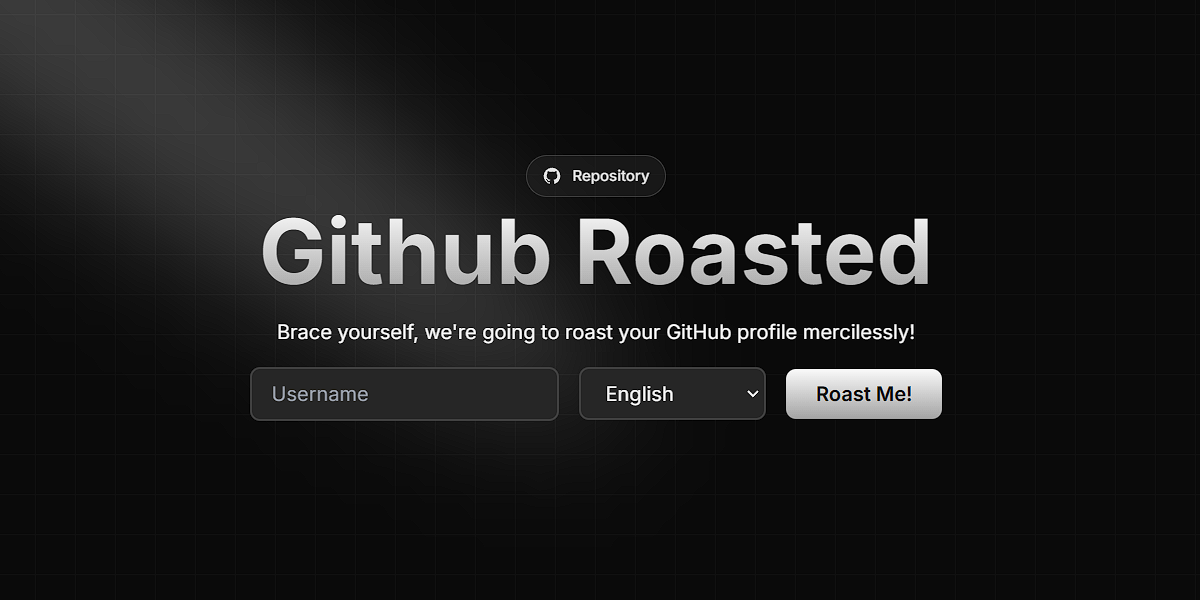 Repository
Github Roasted
Brace yourself, we're going to roast your GitHub profile mercilessly!
Username English Roast Me!